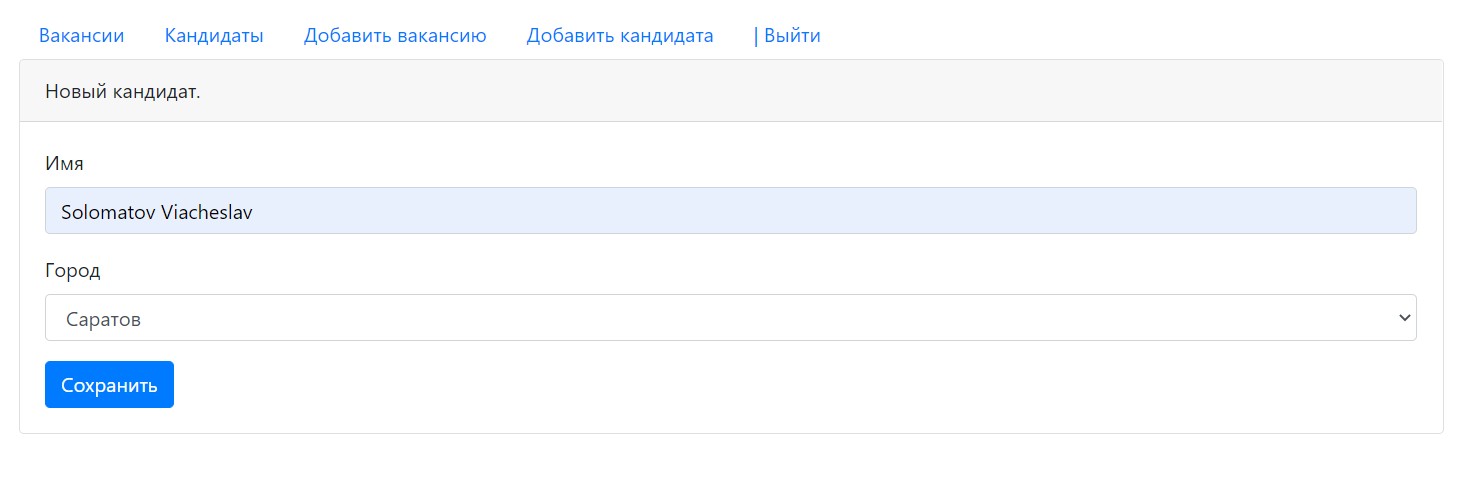 Вакансии Кандидаты Добавить вакансию Добавить кандидата | Выйти
Новый кандидат.
Имя
Solomatov Viacheslav
Город
Саратов
Сохранить